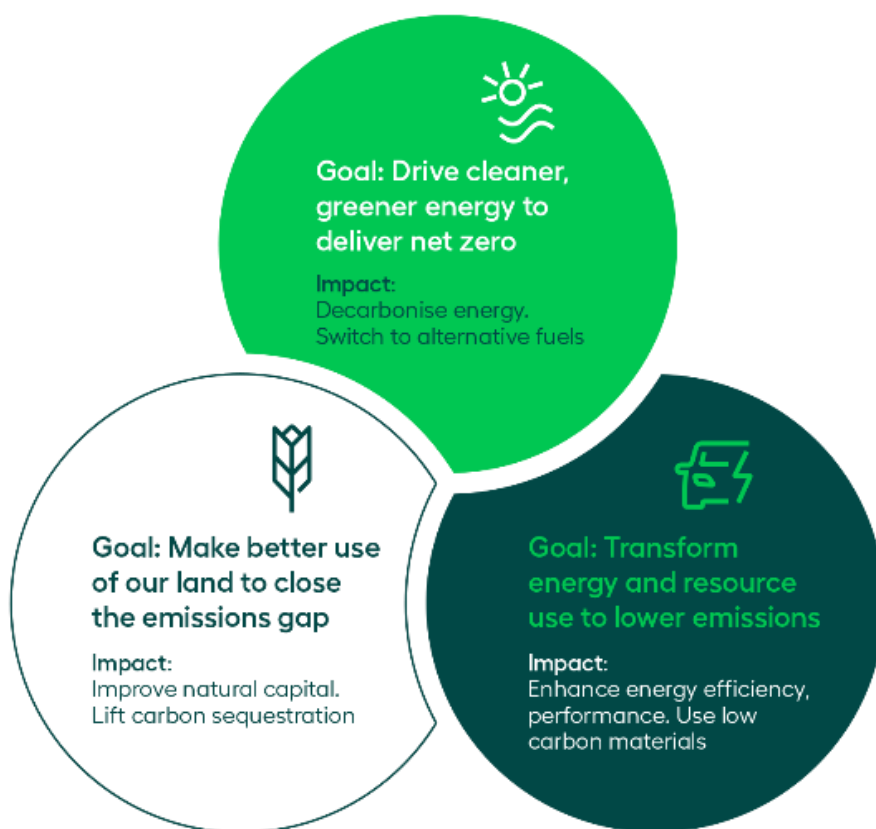 Goal: Drive cleaner,
greener energy to
deliver net zero
Impact:
Decarbonise energy.
Switch to alternative fuels
Goal: Make better use
of our land to close
the emissions gap
Impact:
Improve natural capital.
Lift carbon sequestration
Goal: Transform
energy and resource
use to lower emissions
Impact:
Enhance energy efficiency,
performance. Use low
carbon materials